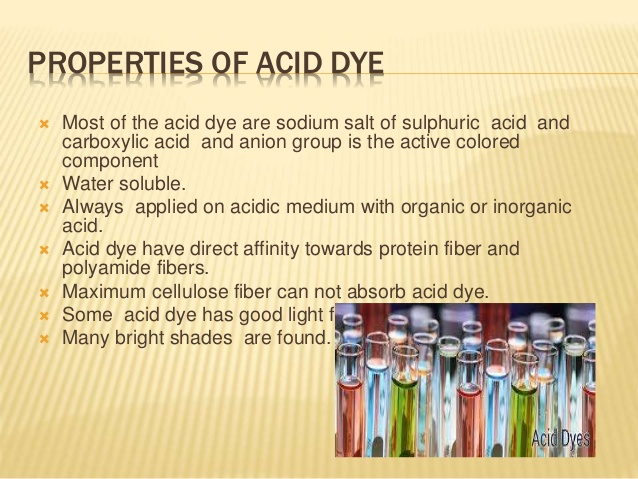 PROPERTIES OF ACID DYE
Most of the acid dye are sodium salt of sulphuric acid and
carboxylic acid and anion group is the active colored
component
Water soluble.
Always applied on acidic medium with organic or inorganic
acid.
Acid dye have direct affinity towards protein fiber and
polyamide fibers.
Maximum cellulose fiber can not absorb acid dye.
Some acid dye has good light
Many bright shades are found.
Acid Dyes